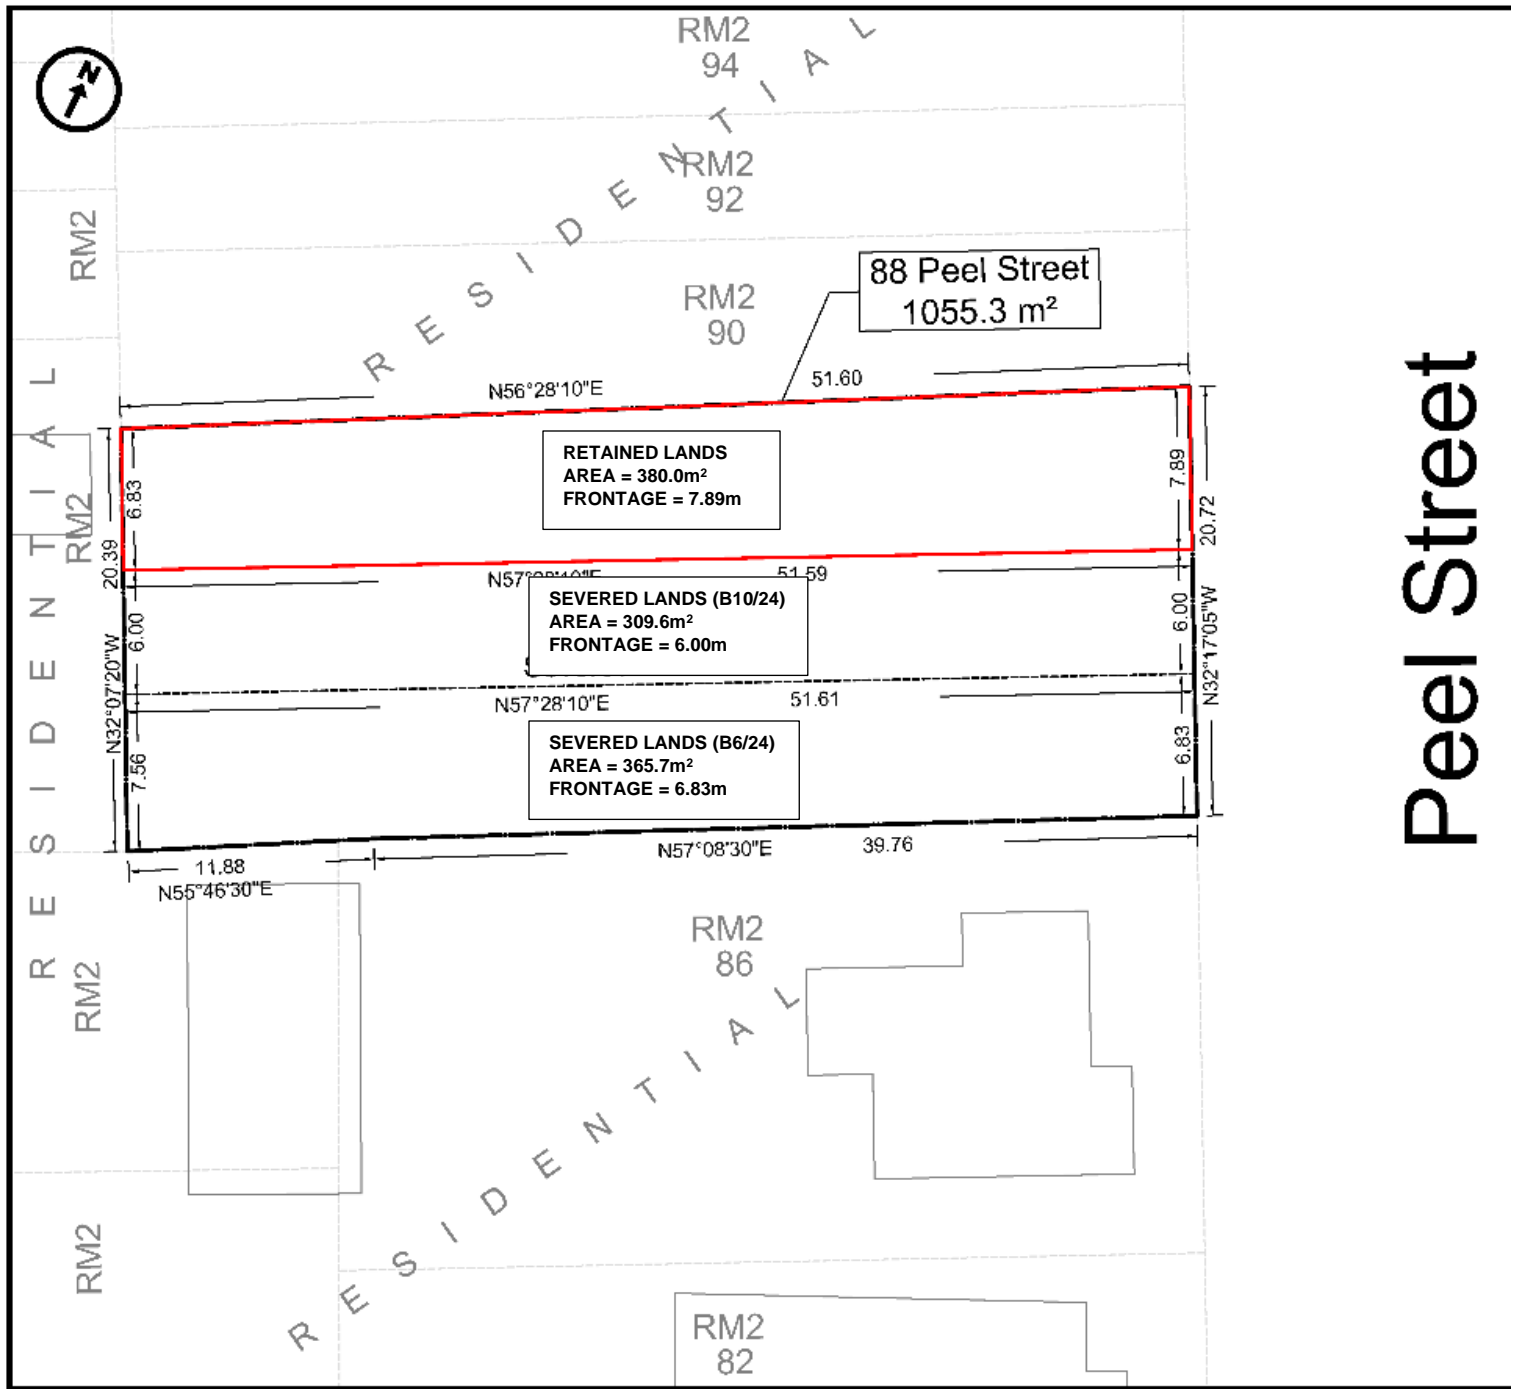 N
RM2
94
R E S I D E N T I A L
RM2
92
RM2
RM2
90
88 Peel Street
1055.3 m²
N56°28'10"E
51.60
RETAINED LANDS
AREA = 380.0m²
FRONTAGE = 7.89m
6.83
7.89
20.39
20.72
RM2
R E S I D E N T I A L
51.59
SEVERED LANDS (B10/24)
AREA = 309.6m²
FRONTAGE = 6.00m
6.00
6.00
N32°07'20"W
N32°17'05"W
N57°28'10"E
51.61
SEVERED LANDS (B6/24)
AREA = 365.7m²
FRONTAGE = 6.83m
7.56
6.83
11.88
N55°46'30"E
N57°08'30"E
39.76
Peel Street
RM2
86
RM2
R E S I D E N T I A L
RM2
RM2
82